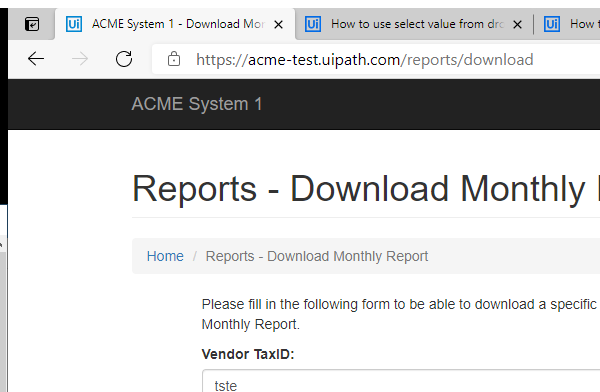 Ui ACME System 1 - Download Mor Ui How to use select value from dro Ui How t
https://acme-test.uipath.com/reports/download
ACME System 1
Reports - Download Monthly
Home / Reports - Download Monthly Report
Please fill in the following form to be able to download a specific
Monthly Report.
Vendor TaxID:
tste